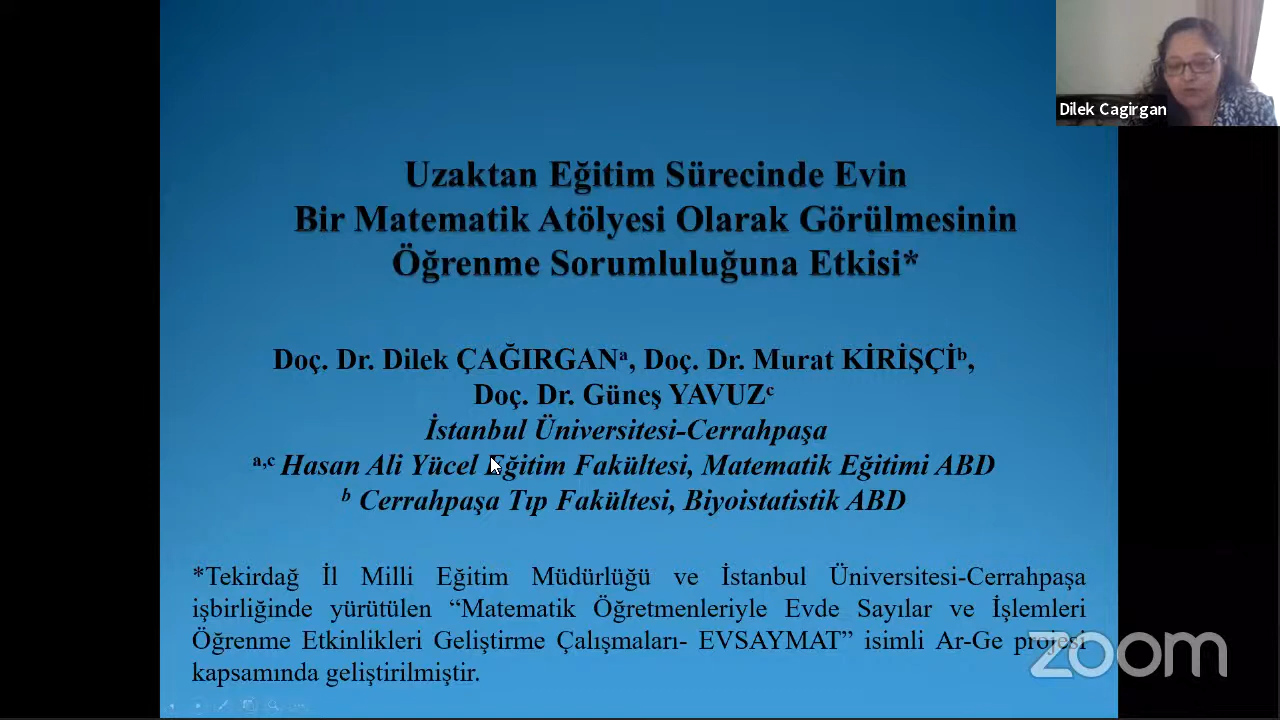 Dilek Cagirgan
Uzaktan Eğitim Sürecinde Evin
Bir Matematik Atölyesi Olarak Görülmesinin
Öğrenme Sorumluluğuna Etkisi*
Doç. Dr. Dilek ÇAĞIRGANᵃ, Doç. Dr. Murat KİRİŞÇİᵇ,
Doç. Dr. Güneş YAVUZᶜ
İstanbul Üniversitesi-Cerrahpaşa
ᵃ,ᶜ Hasan Ali Yücel Eğitim Fakültesi, Matematik Eğitimi ABD
ᵇ Cerrahpaşa Tıp Fakültesi, Biyoistatistik ABD
*Tekirdağ İl Milli Eğitim Müdürlüğü ve İstanbul Üniversitesi-Cerrahpaşa
işbirliğinde yürütülen “Matematik Öğretmenleriyle Evde Sayılar ve İşlemleri
Öğrenme Etkinlikleri Geliştirme Çalışmaları- EVSAYMAT” isimli Ar-Ge projesi
kapsamında geliştirilmiştir.
zoom